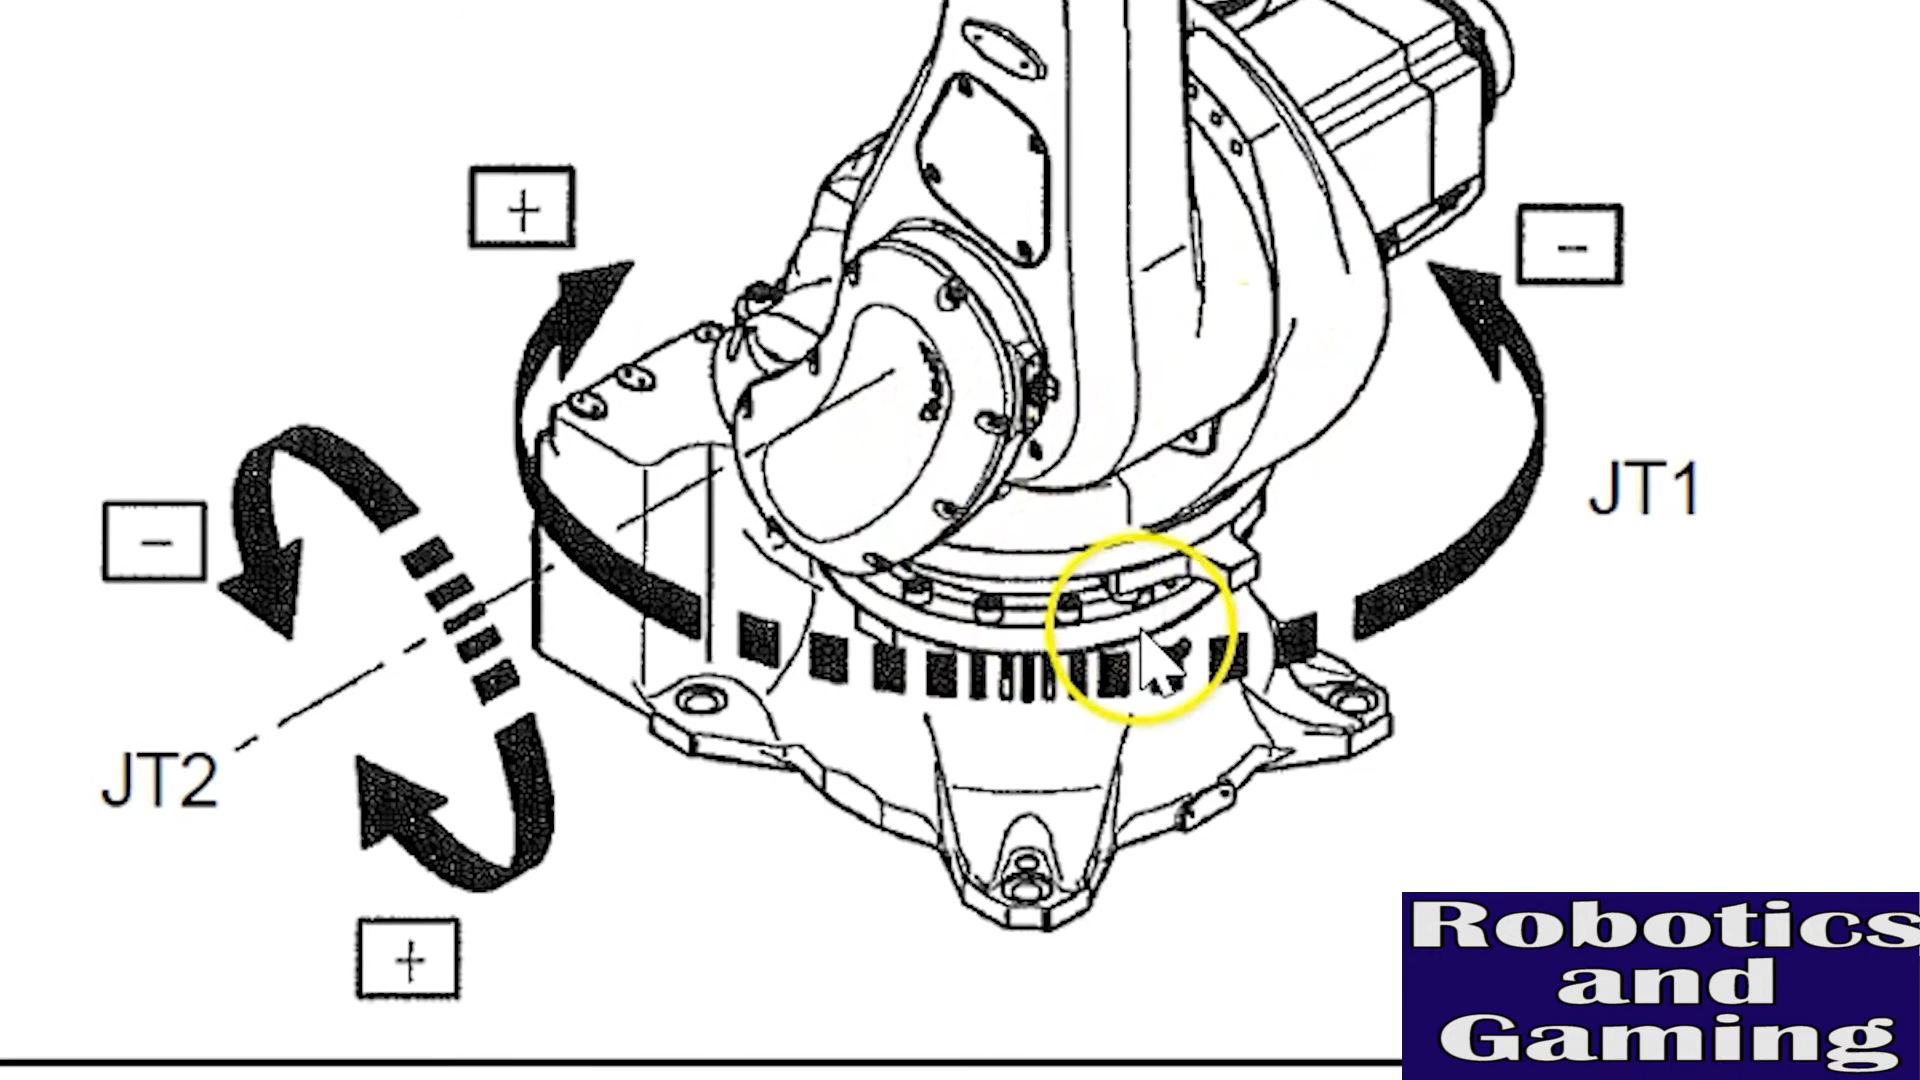 +
-
-
JT1
JT2
+
Robotics
and
Gaming